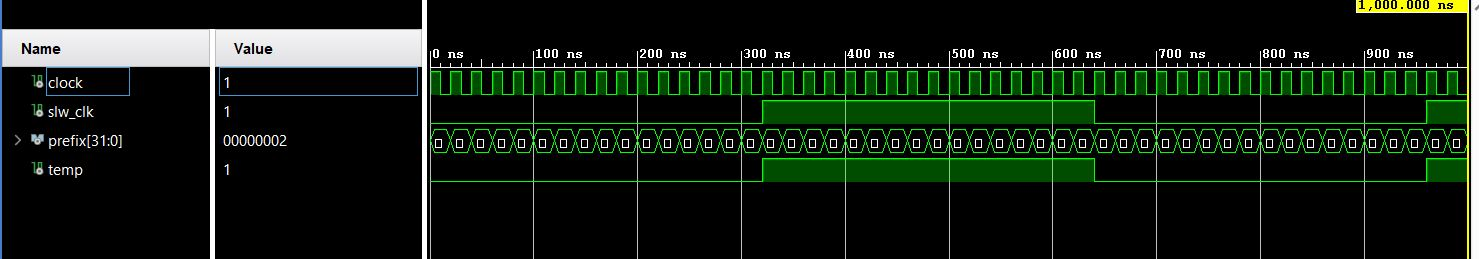 1,000.000 ns
Name Value
0 ns 100 ns 200 ns 300 ns 400 ns 500 ns 600 ns 700 ns 800 ns 900 ns
clock 1
slw_clk 1
prefix[31:0] 00000002
temp 1